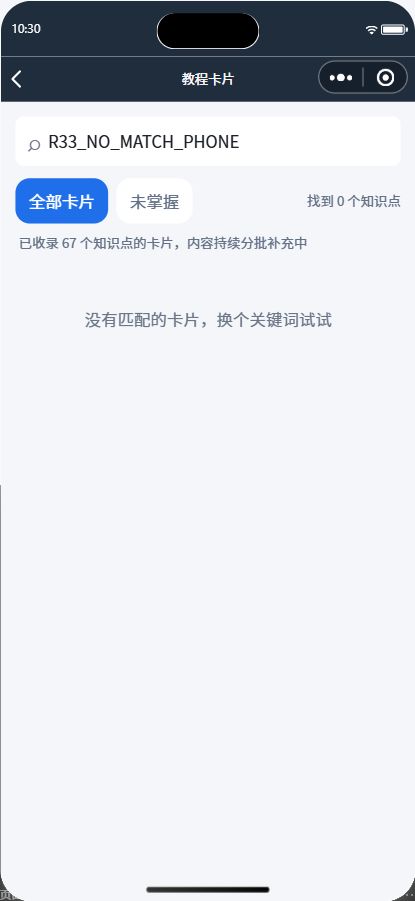 10:30
教程卡片
R33_NO_MATCH_PHONE
全部卡片 未掌握 找到 0 个知识点
已收录 67 个知识点的卡片，内容持续分批补充中
没有匹配的卡片，换个关键词试试